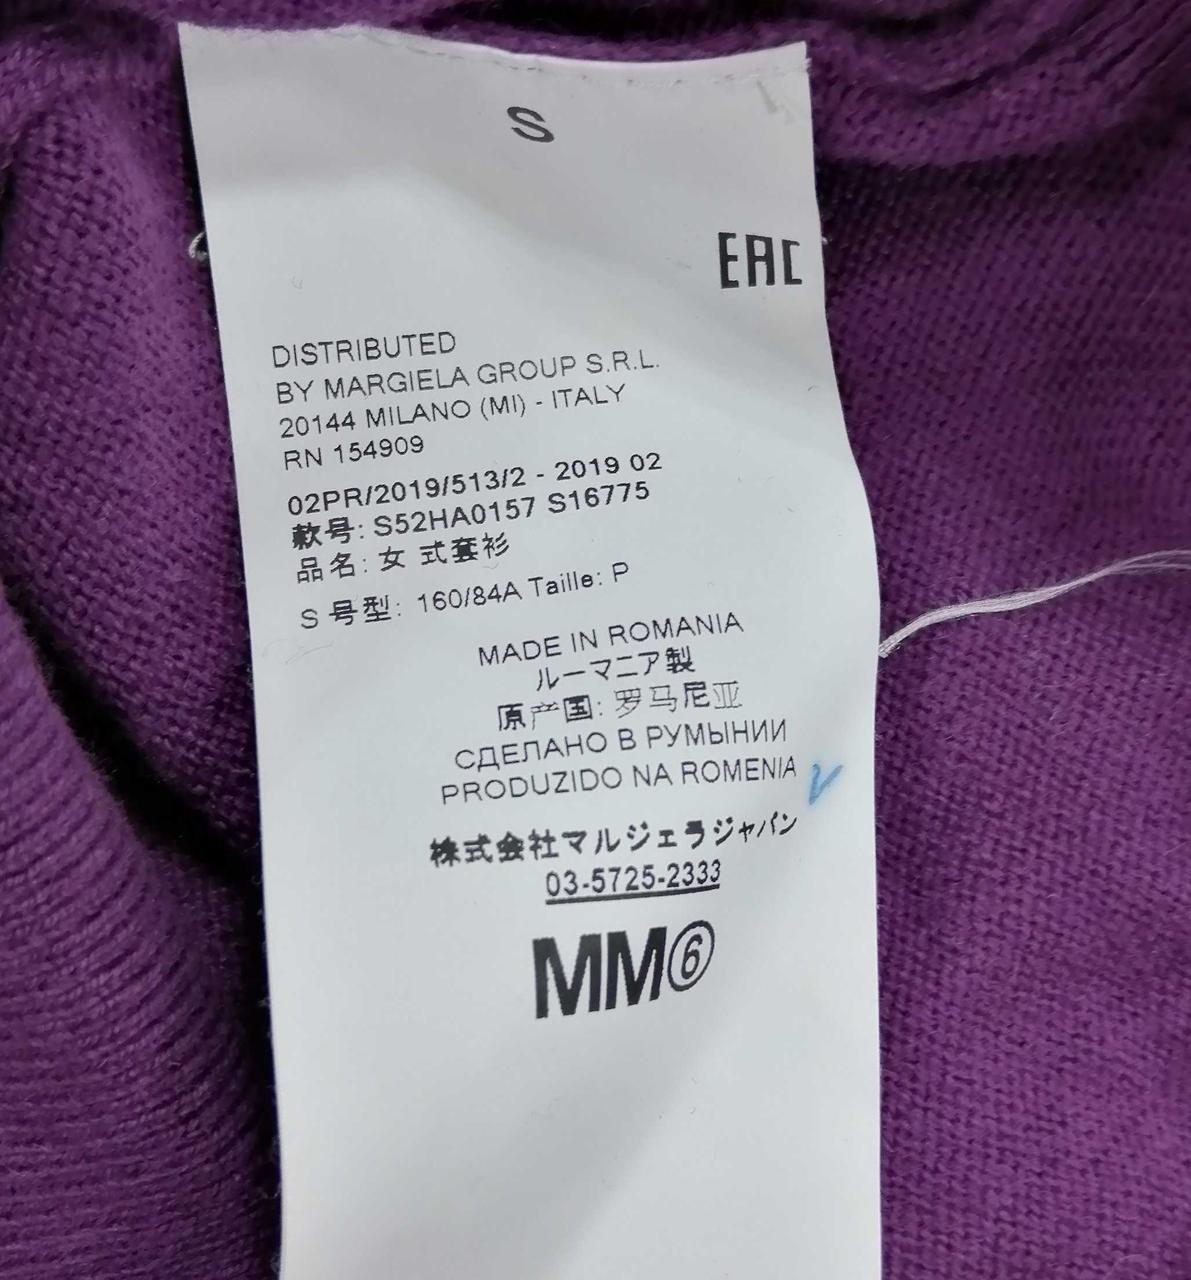 S
EAC
DISTRIBUTED
BY MARGIELA GROUP S.R.L.
20144 MILANO (MI) - ITALY
RN 154909
02PR/2019/513/2 - 2019 02
款号: S52HA0157 S16775
品名: 女 式套衫
S 号型: 160/84A Taille: P
MADE IN ROMANIA
ルーマニア製
原产国: 罗马尼亚
СДЕЛАНО В РУМЫНИИ
PRODUZIDO NA ROMENIA
株式会社マルジェラジャパン
03-5725-2333
MM⑥